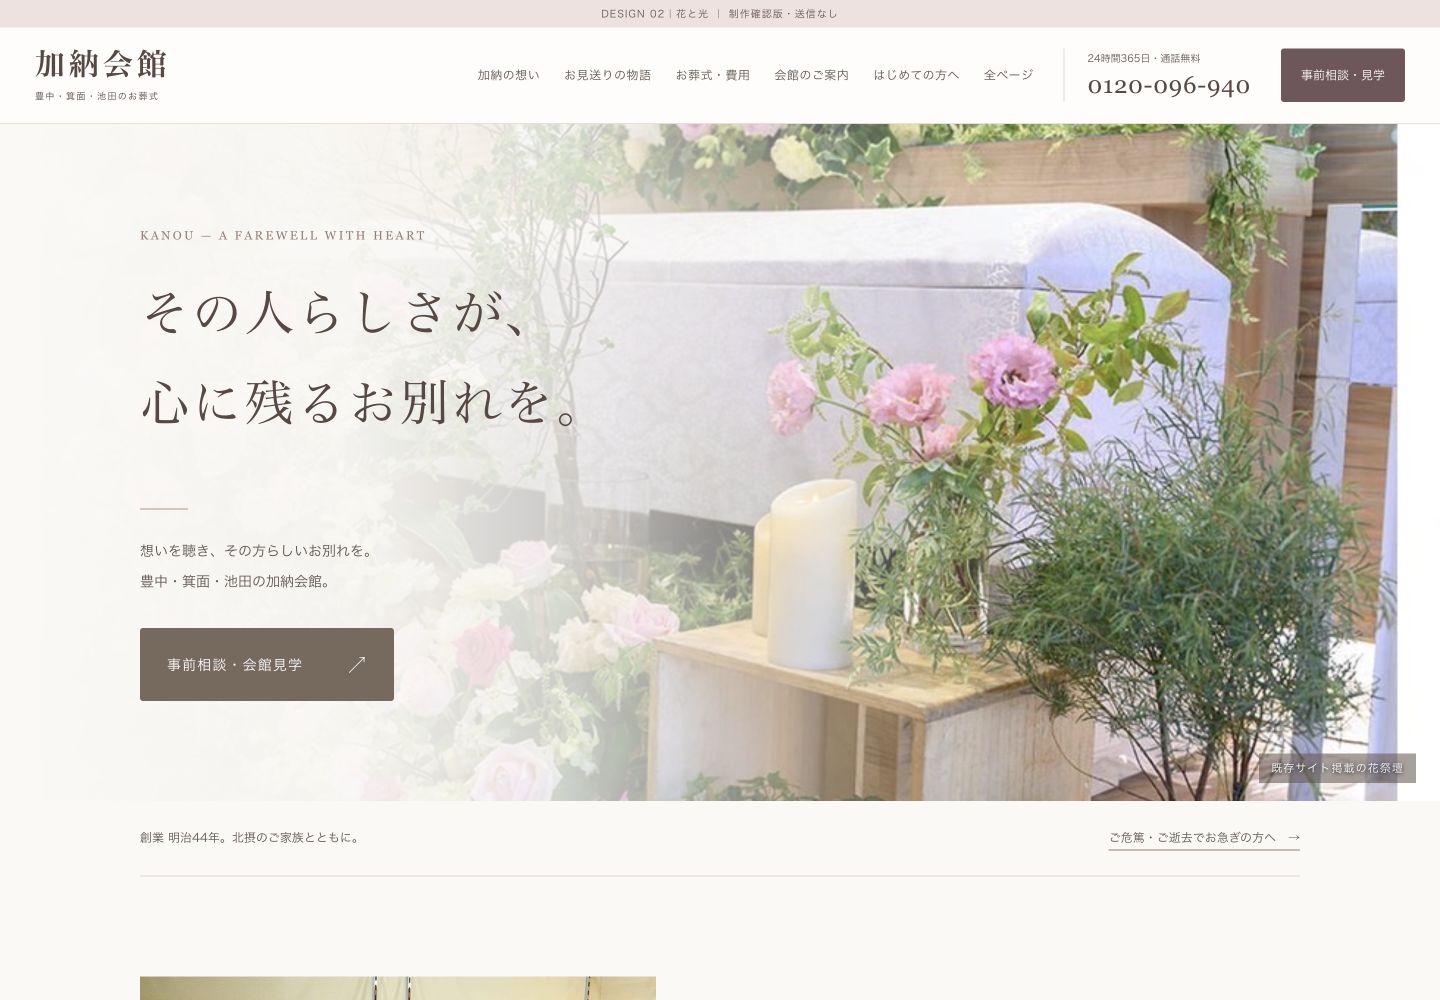 DESIGN 02｜花と光 ｜ 制作確認版・送信なし
加納会館
豊中・箕面・池田のお葬式
加納の想い
お見送りの物語
お葬式・費用
会館のご案内
はじめての方へ
全ページ
24時間365日・通話無料
0120-096-940
事前相談・見学
KANOU — A FAREWELL WITH HEART
その人らしさが、
心に残るお別れを。
想いを聴き、その方らしいお別れを。
豊中・箕面・池田の加納会館。
事前相談・会館見学 ↗
既存サイト掲載の花祭壇
創業 明治44年。北摂のご家族とともに。
ご危篤・ご逝去でお急ぎの方へ →